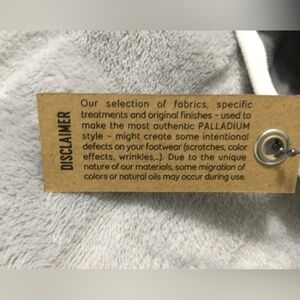 DISCLAIMER
Our selection of fabrics, specific
treatments and original finishes - used to
make the most authentic PALLADIUM
style - might create some intentional
defects on your footwear (scratches, color
effects, wrinkles,..). Due to the unique
nature of our materials, some migration of
colors or natural oils may occur during use.